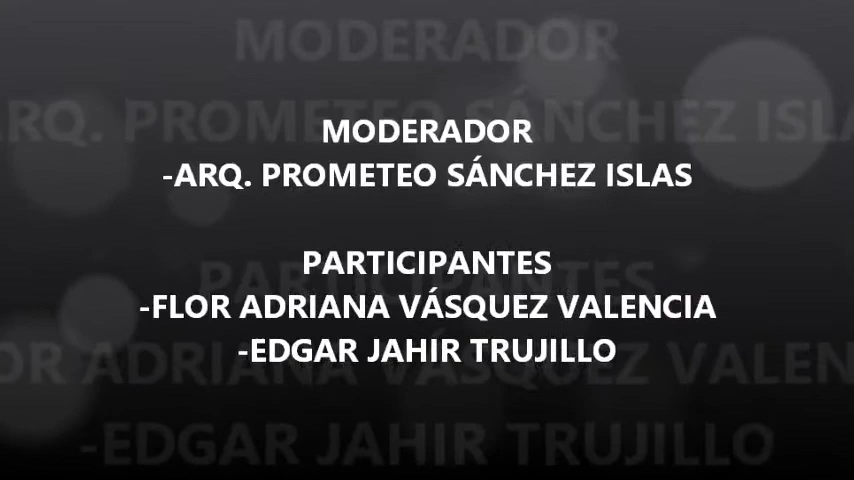 MODERADOR
-ARQ. PROMETEO SÁNCHEZ ISLAS
PARTICIPANTES
-FLOR ADRIANA VÁSQUEZ VALENCIA
-EDGAR JAHIR TRUJILLO